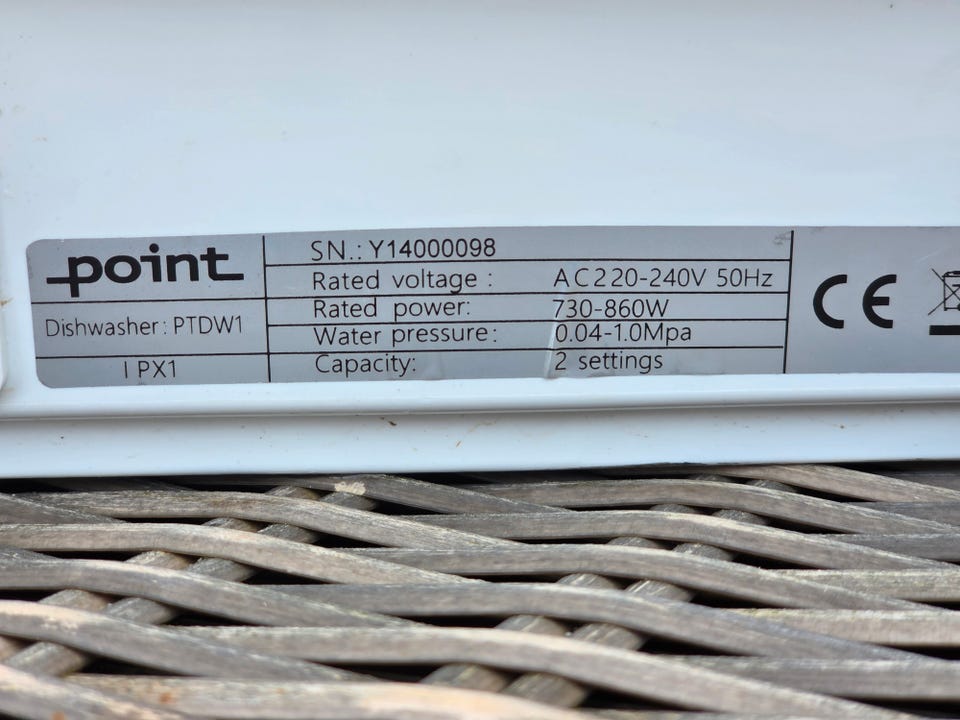 point
Dishwasher: PTDW1
IPX1
SN.: Y14000098
Rated voltage: AC220-240V 50Hz
Rated power: 730-860W
Water pressure: 0.04-1.0Mpa
Capacity: 2 settings
CE